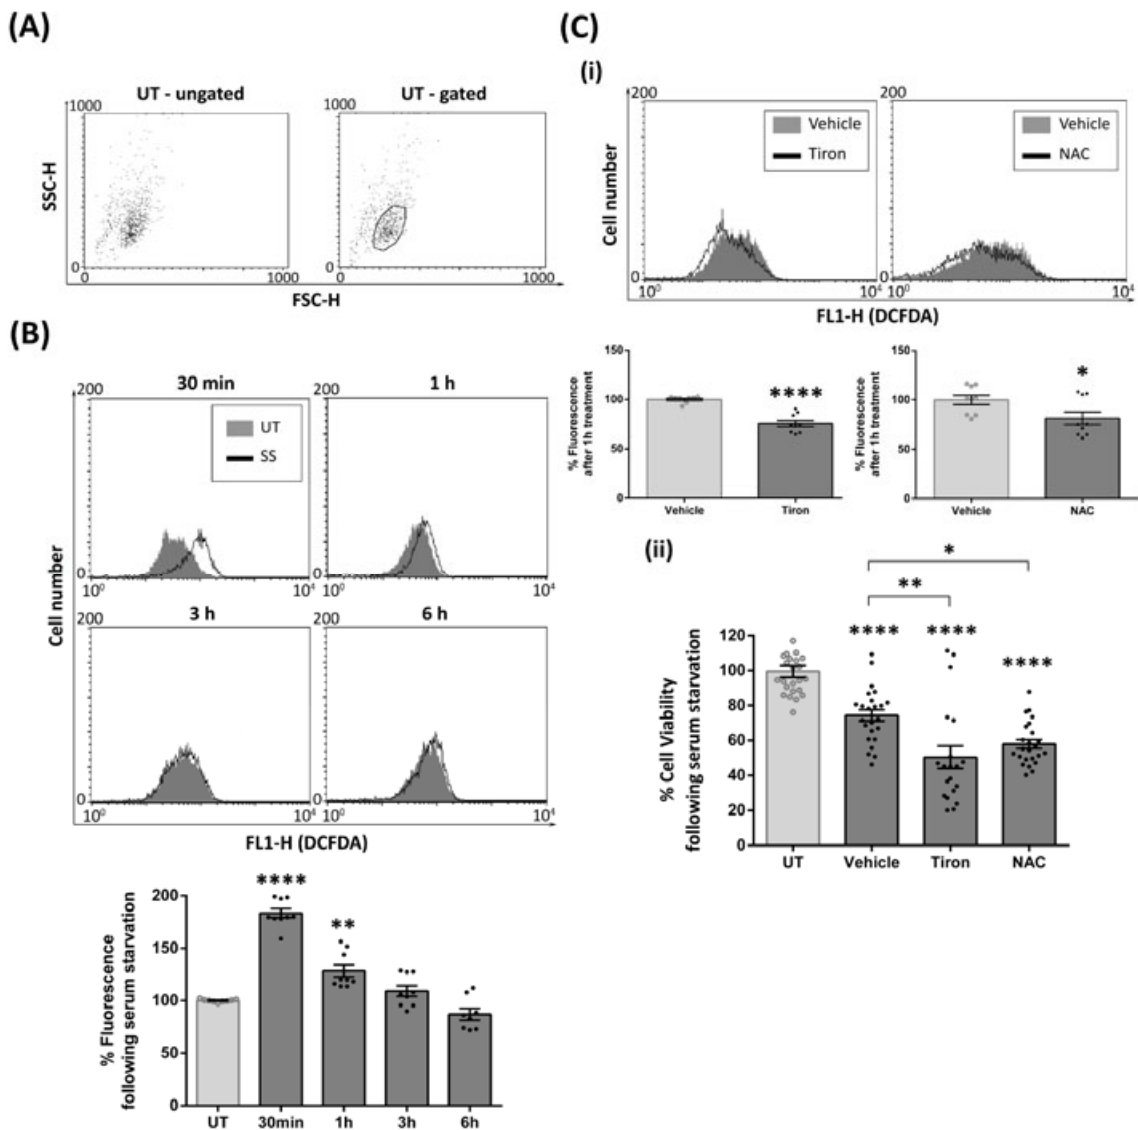 (A)
UT - ungated
UT - gated
1000
1000
SSC-H
0
0
1000
0
0
1000
FSC-H
(B)
30 min
1 h
200
200
UT
SS
0
0
10⁰
10⁴
10⁰
10⁴
Cell number
3 h
6 h
200
200
0
0
10⁰
10⁴
10⁰
10⁴
FL1-H (DCFDA)
% Fluorescence
following serum starvation
200
150
100
50
0
****
**
UT
30min
1h
3h
6h
(C)
(i)
200
200
Vehicle
Tiron
Vehicle
NAC
Cell number
0
0
10⁰
10⁴
10⁰
10⁴
FL1-H (DCFDA)
% Fluorescence
after 1h treatment
150
100
50
0
****
Vehicle
Tiron
% Fluorescence
after 1h treatment
150
100
50
0
*
Vehicle
NAC
(ii)
*
**
****
****
****
% Cell Viability
following serum starvation
120
100
80
60
40
20
0
UT
Vehicle
Tiron
NAC